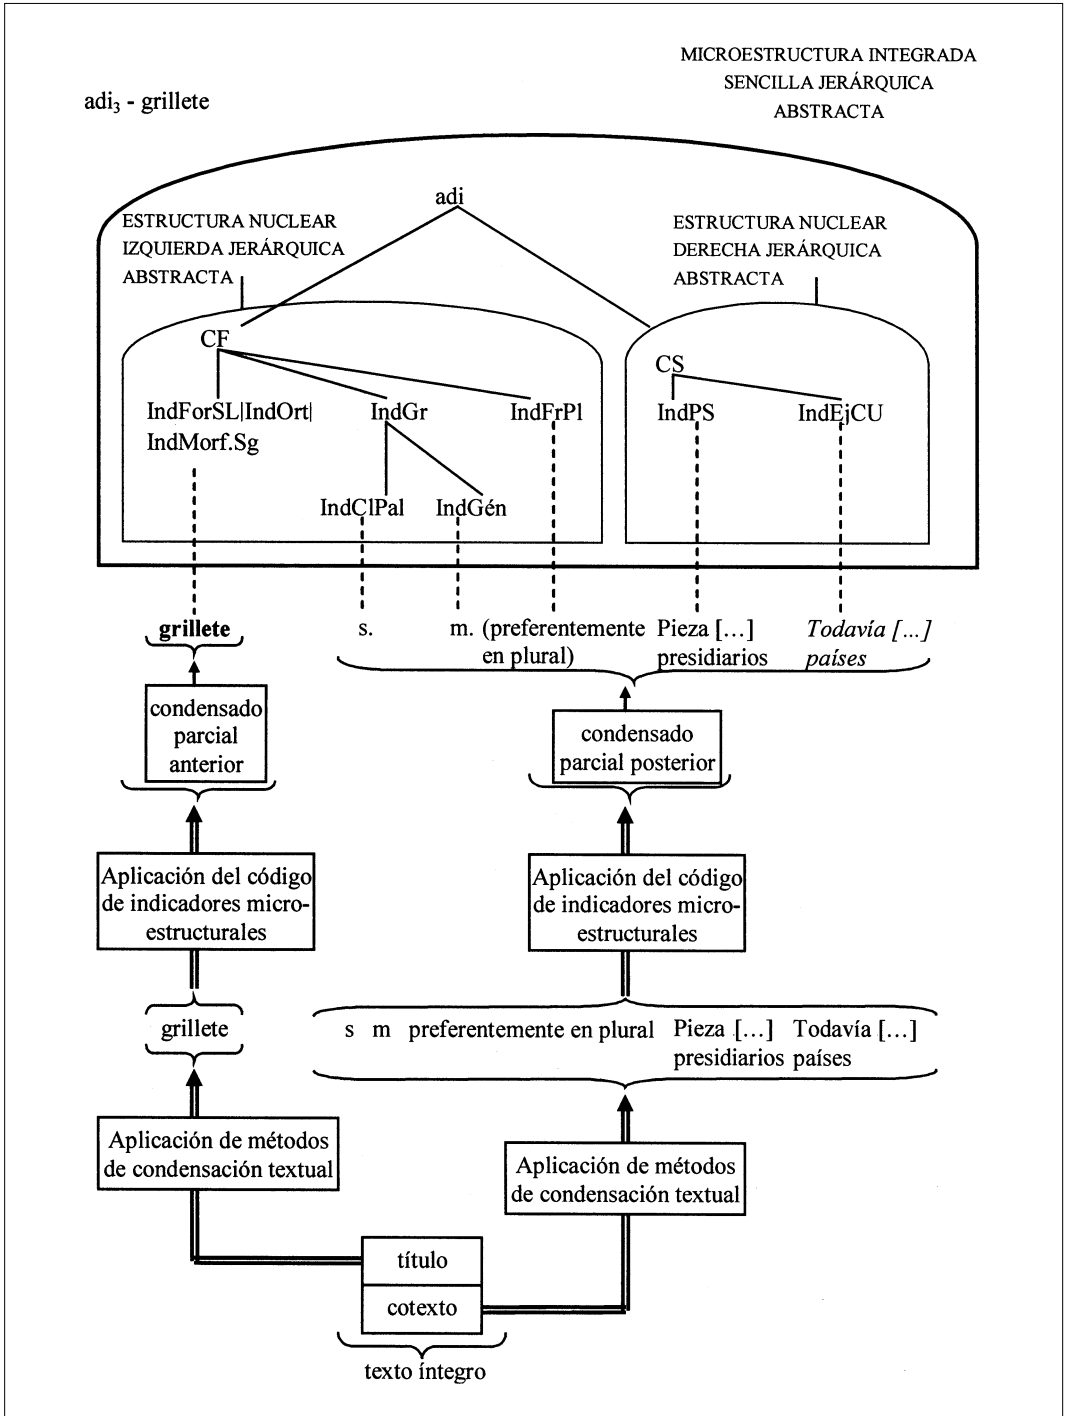 MICROESTRUCTURA INTEGRADA
SENCILLA JERÁRQUICA
ABSTRACTA
adi₃ - grillete
adi
ESTRUCTURA NUCLEAR
IZQUIERDA JERÁRQUICA
ABSTRACTA
ESTRUCTURA NUCLEAR
DERECHA JERÁRQUICA
ABSTRACTA
CF
CS
IndForSL|IndOrt|
IndMorf.Sg
IndGr
IndFrPl
IndPS
IndEjCU
IndClPal
IndGén
grillete
s.
m. (preferentemente
en plural)
Pieza [...]
presidiarios
Todavía [...]
países
condensado
parcial
anterior
condensado
parcial posterior
Aplicación del código
de indicadores micro-
estructurales
Aplicación del código
de indicadores micro-
estructurales
grillete
s m preferentemente en plural
Pieza [...]
presidiarios
Todavía [...]
países
Aplicación de métodos
de condensación textual
Aplicación de métodos
de condensación textual
título
cotexto
texto íntegro